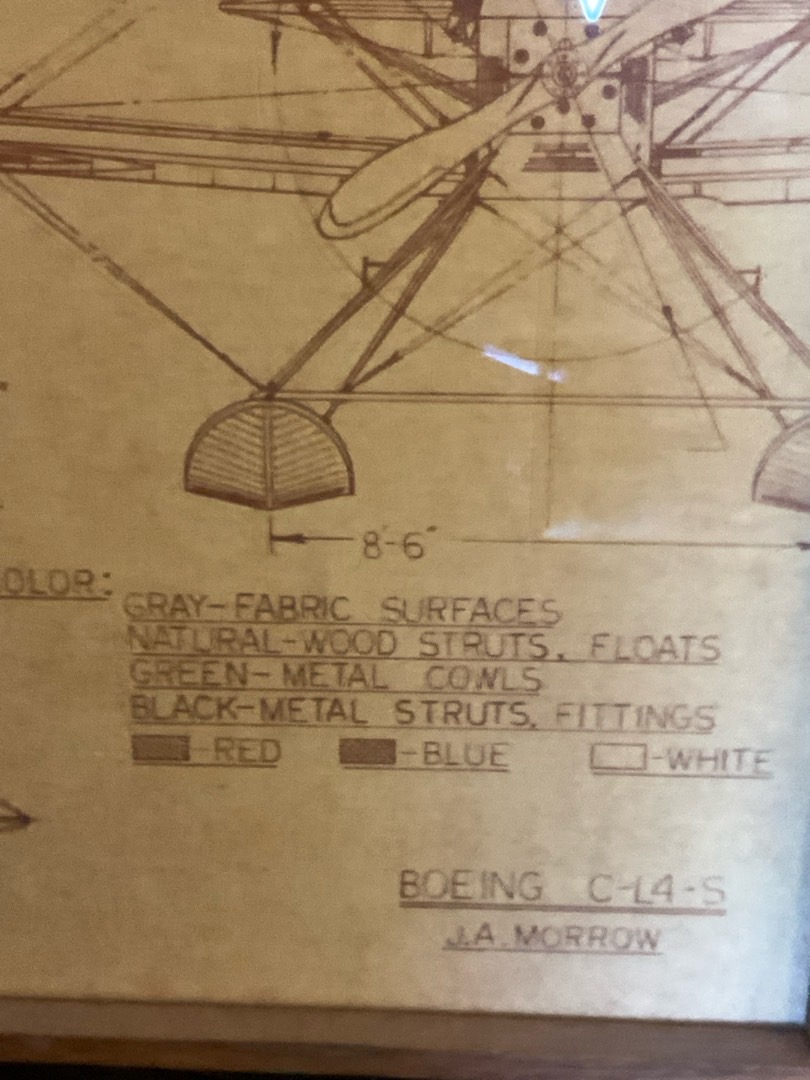 8'-6"
OLOR:
GRAY-FABRIC SURFACES
NATURAL-WOOD STRUTS, FLOATS
GREEN-METAL COWLS
BLACK-METAL STRUTS, FITTINGS
-RED -BLUE -WHITE
BOEING C-L4-S
J.A. MORROW